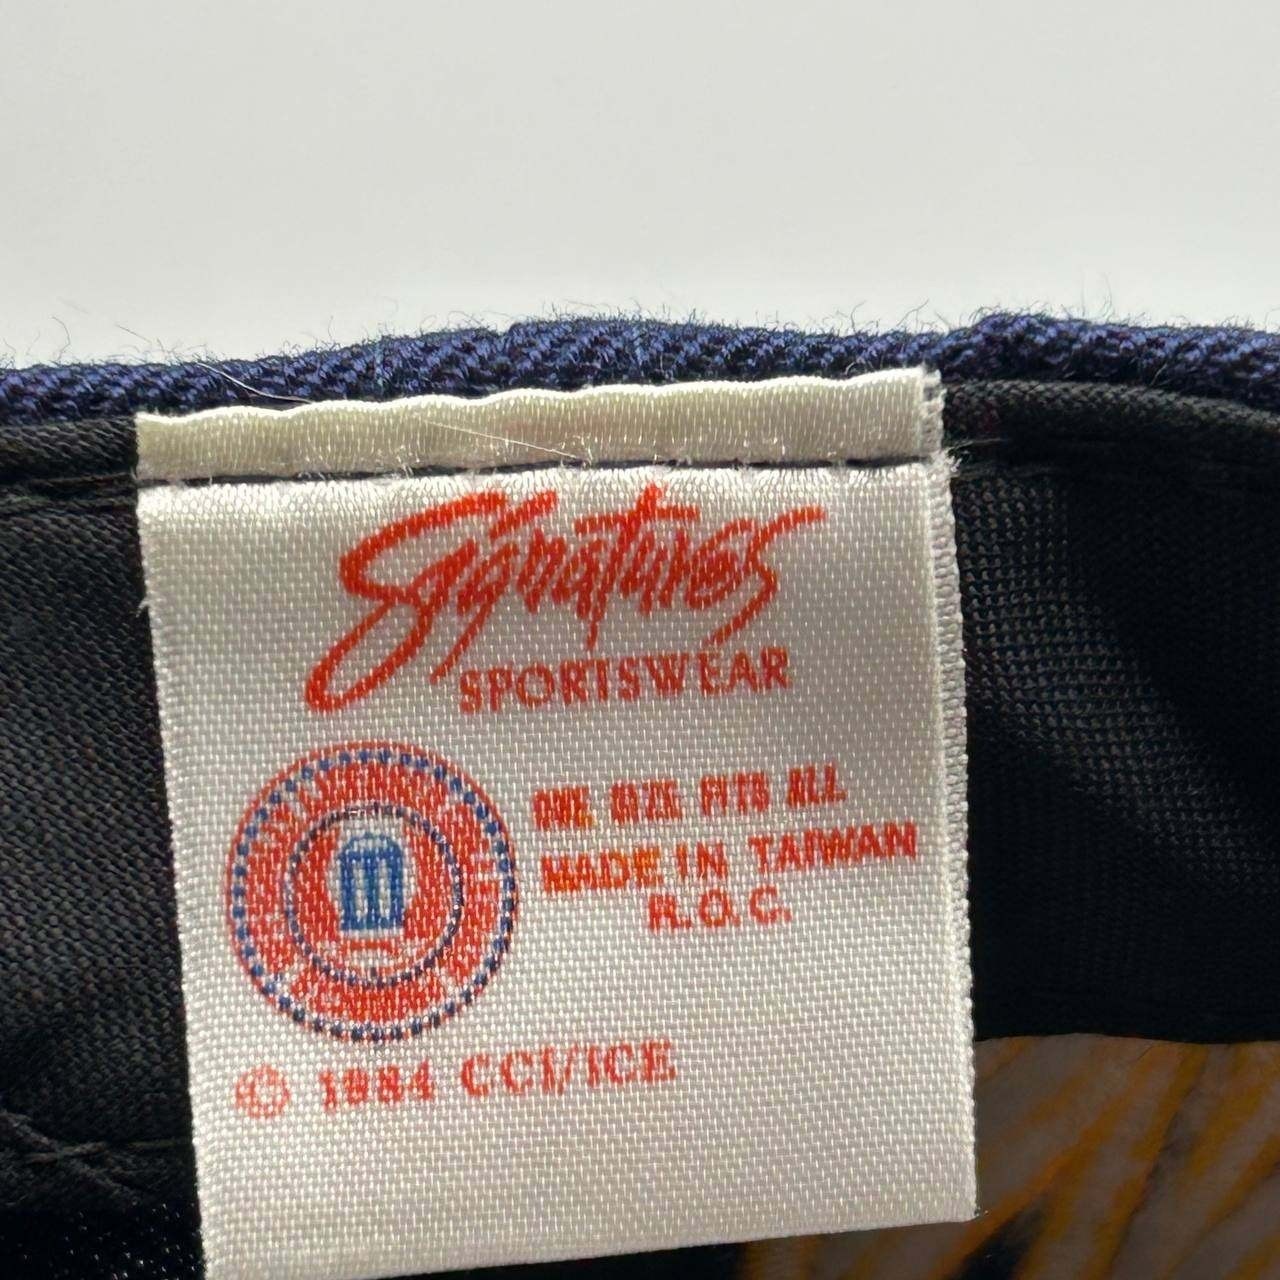 Signatures
SPORTSWEAR
ONE SIZE FITS ALL
MADE IN TAIWAN
R.O.C.
© 1984 CCI/ICE